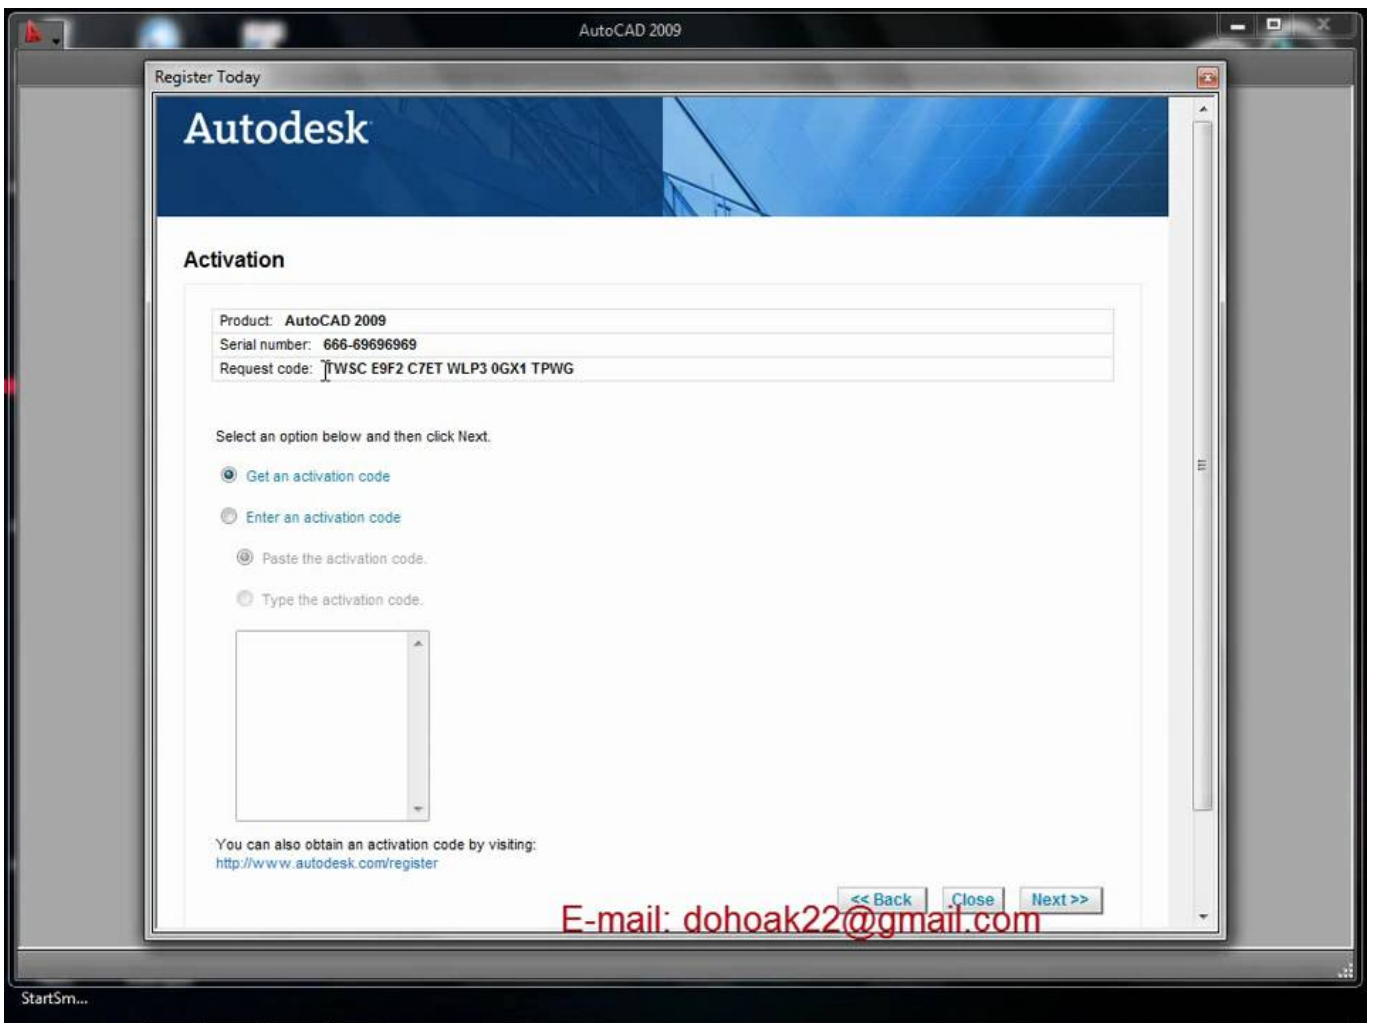 AutoCAD 2009
Register Today
Autodesk
Activation
Product: AutoCAD 2009
Serial number: 666-69696969
Request code: TWSC E9F2 C7ET WLP3 0GX1 TPWG
Select an option below and then click Next.
Get an activation code
Enter an activation code
Paste the activation code.
Type the activation code.
You can also obtain an activation code by visiting:
http://www.autodesk.com/register
<< Back Close Next >>
E-mail: dohoak22@gmail.com
StartSm...